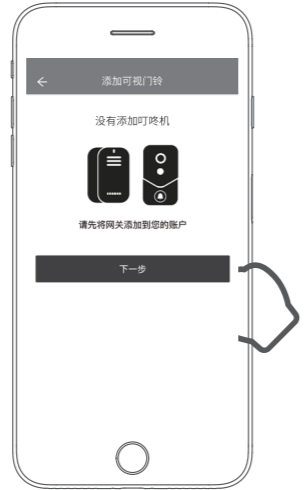 添加可视门铃
没有添加叮咚机
请先将网关添加到您的账户
下一步